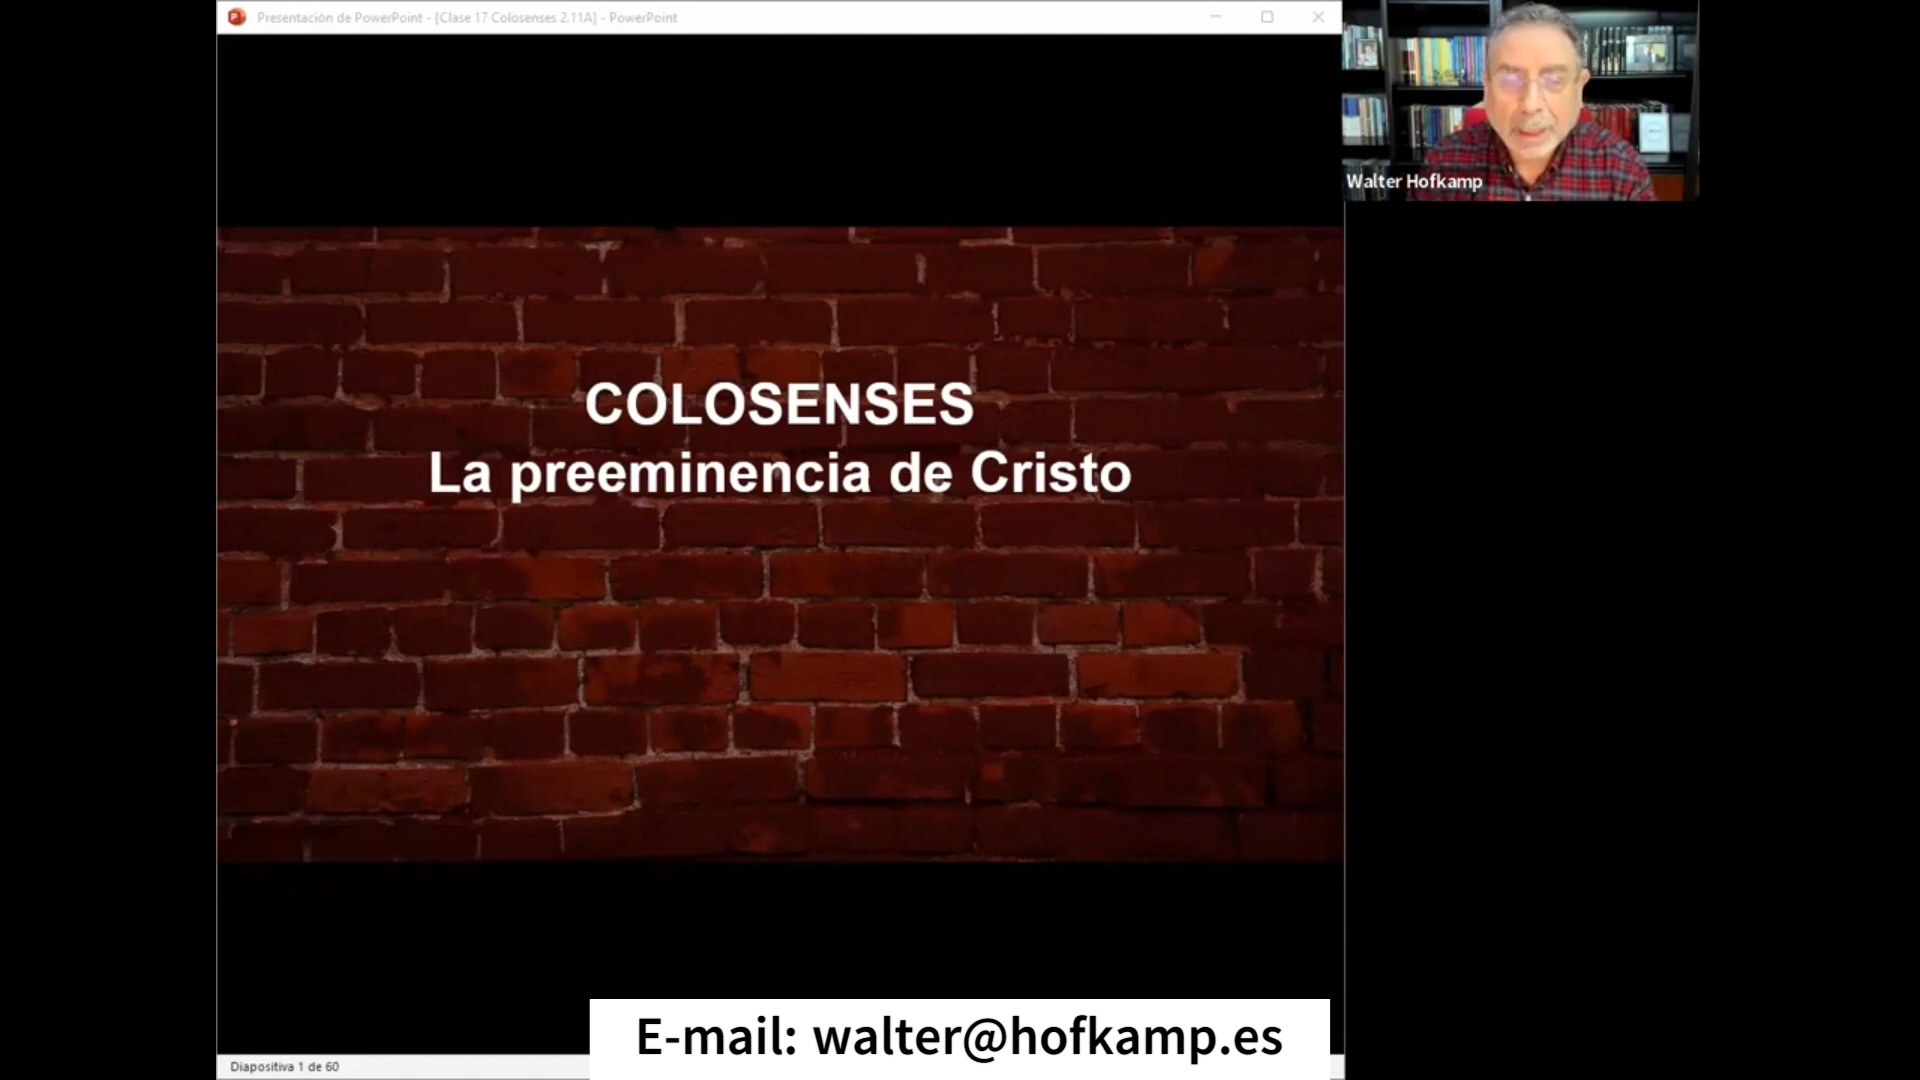 Presentación de PowerPoint - [Clase 17 Colosenses 2.11A] - PowerPoint
Walter Hofkamp
COLOSENSES
La preeminencia de Cristo
E-mail: walter@hofkamp.es
Diapositiva 1 de 60